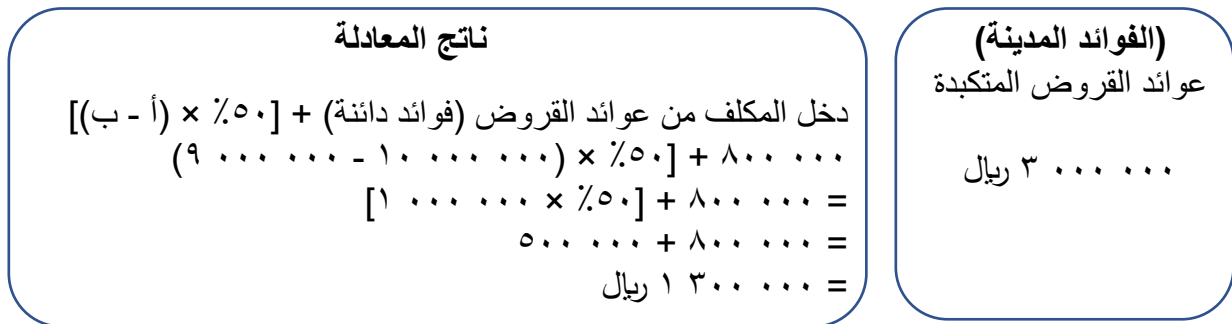 (الفوائد المدينة)
عوائد القروض المتكبدة
٣ ٠٠٠ ٠٠٠ ريال
ناتج المعادلة
دخل المكلف من عوائد القروض (فوائد دائنة) + [٥٠٪ × (أ - ب)]
٨٠٠ ٠٠٠ + [٥٠٪ × (١٠ ٠٠٠ ٠٠٠ - ٩ ٠٠٠ ٠٠٠)
= ٨٠٠ ٠٠٠ + [٥٠٪ × ١ ٠٠٠ ٠٠٠]
= ٨٠٠ ٠٠٠ + ٥٠٠ ٠٠٠
= ١ ٣٠٠ ٠٠٠ ريال